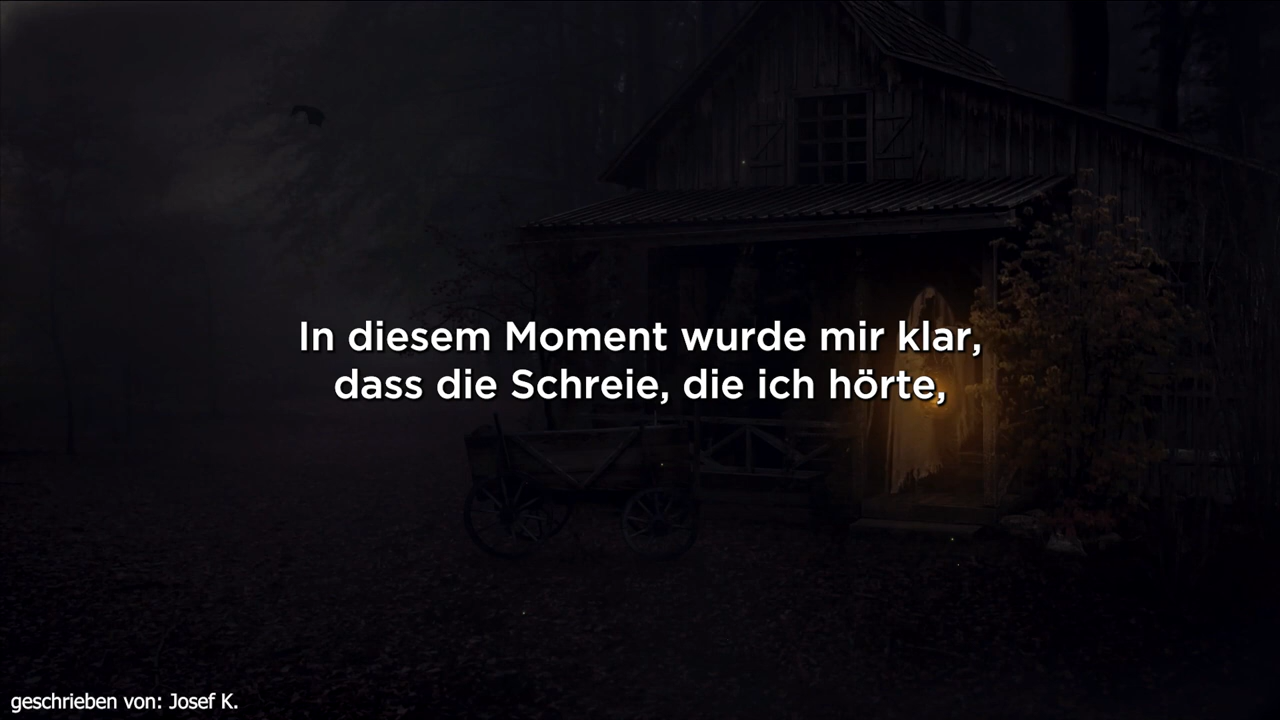 In diesem Moment wurde mir klar,
dass die Schreie, die ich hörte,
geschrieben von: Josef K.